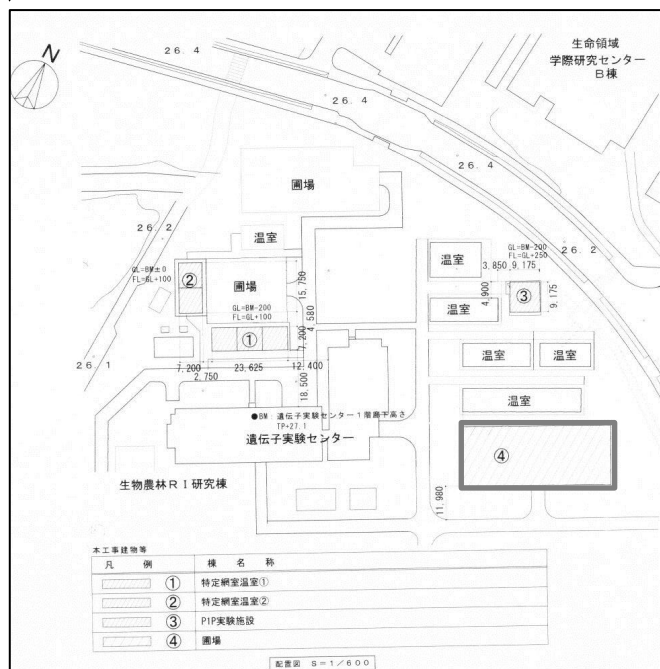 N
26.4
生命領域
学際研究センター
B棟
26.4
26.4
圃場
26.2
温室
GL=BM±0
FL=GL+100
②
圃場
15.750
GL=BM-200
FL=GL+100
4.580
①
7.200
26.1
7.200
23.625
12.400
2.750
18.500
温室
GL=BM-200
FL=GL+250
26.2
3.850 9.175
4.900
③
9.175
温室
温室
温室
温室
●BM：遺伝子実験センター1階廊下高さ
TP+27.1
遺伝子実験センター
④
生物農林RI研究棟
11.980
本工事建物等
凡 例 棟 名 称
① 特定網室温室①
② 特定網室温室②
③ P1P実験施設
④ 圃場
配置図 S=1/600